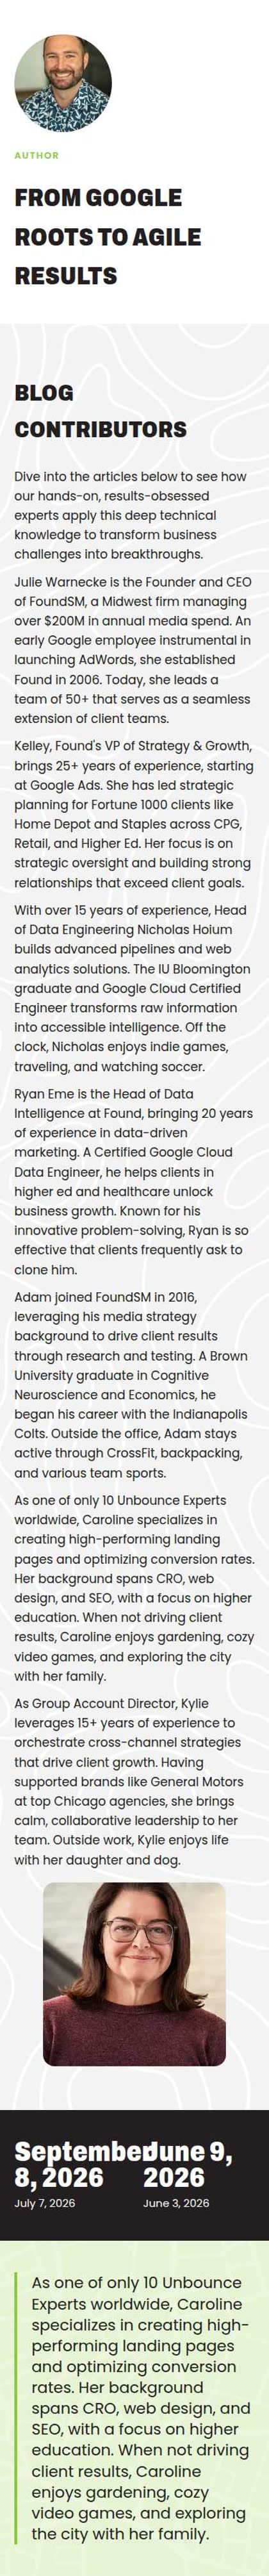 AUTHOR
FROM GOOGLE
ROOTS TO AGILE
RESULTS
BLOG
CONTRIBUTORS
Dive into the articles below to see how
our hands-on, results-obsessed
experts apply this deep technical
knowledge to transform business
challenges into breakthroughs.
Julie Warnecke is the Founder and CEO
of FoundSM, a Midwest firm managing
over $200M in annual media spend. An
early Google employee instrumental in
launching AdWords, she established
Found in 2006. Today, she leads a
team of 50+ that serves as a seamless
extension of client teams.
Kelley, Found's VP of Strategy & Growth,
brings 25+ years of experience, starting
at Google Ads. She has led strategic
planning for Fortune 1000 clients like
Home Depot and Staples across CPG,
Retail, and Higher Ed. Her focus is on
strategic oversight and building strong
relationships that exceed client goals.
With over 15 years of experience, Head
of Data Engineering Nicholas Hoium
builds advanced pipelines and web
analytics solutions. The IU Bloomington
graduate and Google Cloud Certified
Engineer transforms raw information
into accessible intelligence. Off the
clock, Nicholas enjoys indie games,
traveling, and watching soccer.
Ryan Eme is the Head of Data
Intelligence at Found, bringing 20 years
of experience in data-driven
marketing. A Certified Google Cloud
Data Engineer, he helps clients in
higher ed and healthcare unlock
business growth. Known for his
innovative problem-solving, Ryan is so
effective that clients frequently ask to
clone him.
Adam joined FoundSM in 2016,
leveraging his media strategy
background to drive client results
through research and testing. A Brown
University graduate in Cognitive
Neuroscience and Economics, he
began his career with the Indianapolis
Colts. Outside the office, Adam stays
active through CrossFit, backpacking,
and various team sports.
As one of only 10 Unbounce Experts
worldwide, Caroline specializes in
creating high-performing landing
pages and optimizing conversion rates.
Her background spans CRO, web
design, and SEO, with a focus on higher
education. When not driving client
results, Caroline enjoys gardening, cozy
video games, and exploring the city
with her family.
As Group Account Director, Kylie
leverages 15+ years of experience to
orchestrate cross-channel strategies
that drive client growth. Having
supported brands like General Motors
at top Chicago agencies, she brings
calm, collaborative leadership to her
team. Outside work, Kylie enjoys life
with her daughter and dog.
September June 9,
8, 2026 2026
July 7, 2026 June 3, 2026
As one of only 10 Unbounce
Experts worldwide, Caroline
specializes in creating high-
performing landing pages
and optimizing conversion
rates. Her background
spans CRO, web design, and
SEO, with a focus on higher
education. When not driving
client results, Caroline
enjoys gardening, cozy
video games, and exploring
the city with her family.